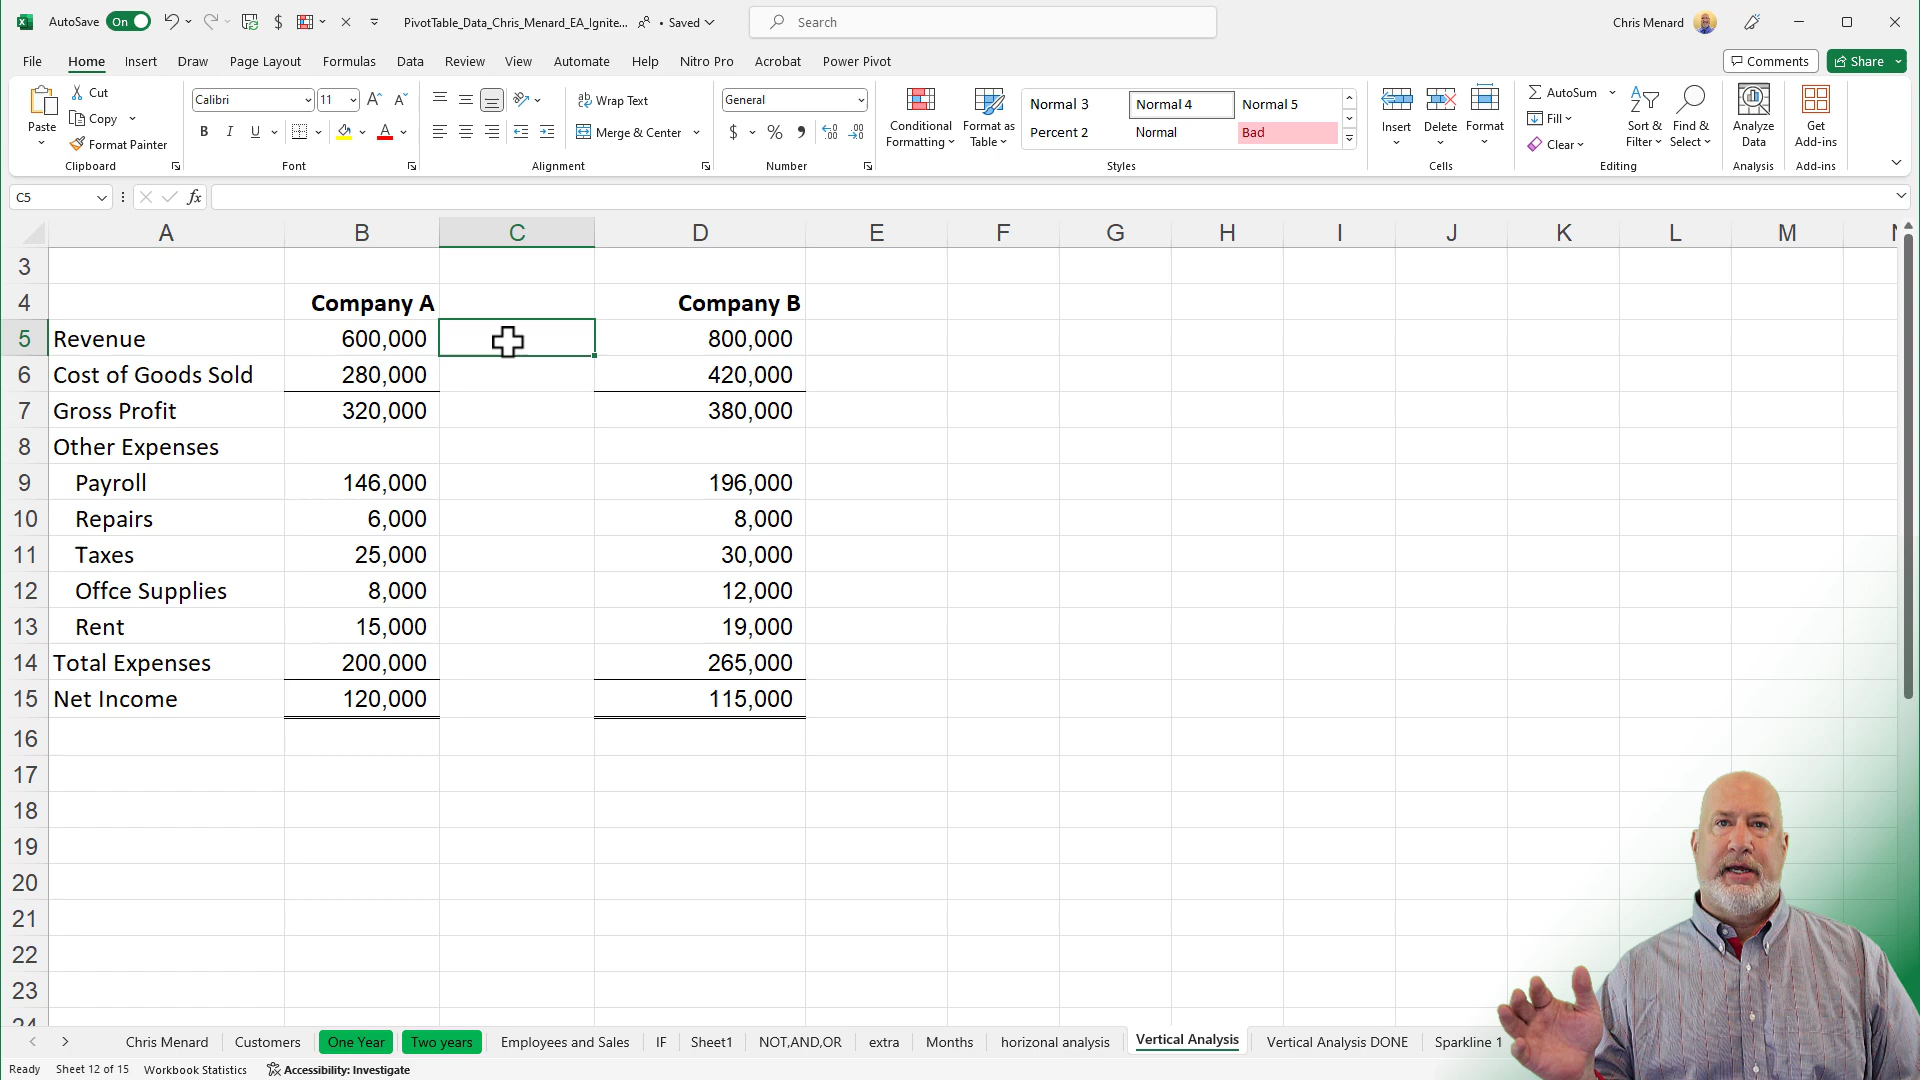 AutoSave On $ PivotTable_Data_Chris_Menard_EA_Ignite... • Saved Search Chris Menard
File Home Insert Draw Page Layout Formulas Data Review View Automate Help Nitro Pro Acrobat Power Pivot Comments Share
Paste Cut Copy Format Painter Clipboard
Calibri 11 B I U Font
Wrap Text Merge & Center Alignment
General $ % , Number
Conditional Formatting Format as Table
Normal 3 Normal 4 Normal 5
Percent 2 Normal Bad
Styles
Insert Delete Format Cells
AutoSum Fill Clear Sort & Filter Find & Select Editing
Analyze Data Analysis
Get Add-ins Add-ins
C5 fx
A B C D E F G H I J K L M N
3
4 Company A Company B
5 Revenue 600,000 800,000
6 Cost of Goods Sold 280,000 420,000
7 Gross Profit 320,000 380,000
8 Other Expenses
9 Payroll 146,000 196,000
10 Repairs 6,000 8,000
11 Taxes 25,000 30,000
12 Offce Supplies 8,000 12,000
13 Rent 15,000 19,000
14 Total Expenses 200,000 265,000
15 Net Income 120,000 115,000
16
17
18
19
20
21
22
23
24
Chris Menard Customers One Year Two years Employees and Sales IF Sheet1 NOT,AND,OR extra Months horizonal analysis Vertical Analysis Vertical Analysis DONE Sparkline 1
Ready Sheet 12 of 15 Workbook Statistics Accessibility: Investigate